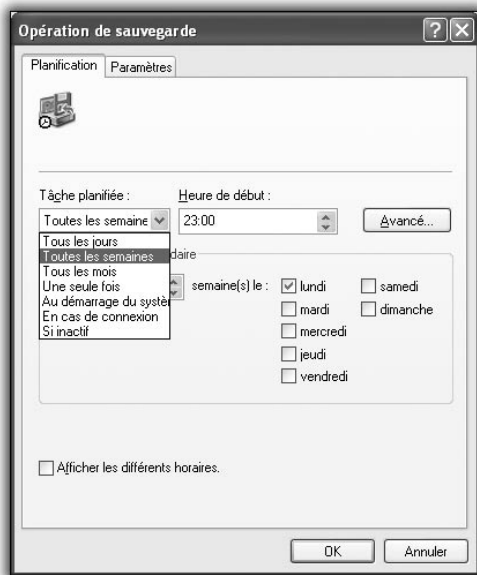 Opération de sauvegarde
Planification Paramètres
Tâche planifiée : Heure de début :
Toutes les semaine 23:00 Avancé...
Tous les jours
Toutes les semaines
Tous les mois
Une seule fois
Au démarrage du systè
En cas de connexion
Si inactif
daire
semaine(s) le : lundi samedi
mardi dimanche
mercredi
jeudi
vendredi
Afficher les différents horaires.
OK Annuler